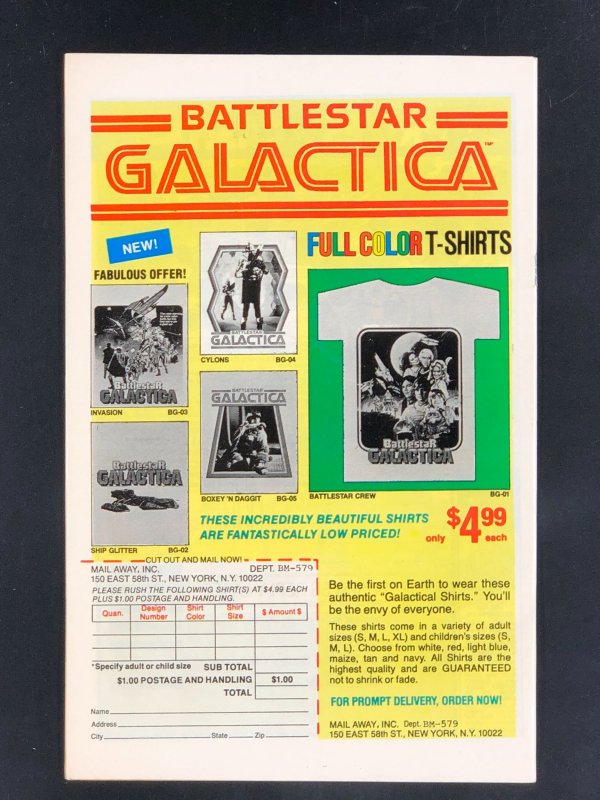 BATTLESTAR
GALACTICA™
NEW!
FABULOUS OFFER!
FULL COLOR T-SHIRTS
BATTLESTAR
GALACTICA
CYLONS BG-04
BattlestaR
GALACTICA
INVASION BG-03
BATTLESTAR
GALACTICA
BOXEY 'N DAGGIT BG-05
BattlestaR
GALACTICA
BATTLESTAR CREW BG-01
BattlestaR
GALACTICA
SHIP GLITTER BG-02
THESE INCREDIBLY BEAUTIFUL SHIRTS
ARE FANTASTICALLY LOW PRICED!
only $4.99 each
CUT OUT AND MAIL NOW!
MAIL AWAY, INC. DEPT. BM-579
150 EAST 58th ST., NEW YORK, N.Y. 10022
PLEASE RUSH THE FOLLOWING SHIRT(S) AT $4.99 EACH
PLUS $1.00 POSTAGE AND HANDLING.
Quan. Design Number Shirt Color Shirt Size $ Amount $
*Specify adult or child size SUB TOTAL
$1.00 POSTAGE AND HANDLING $1.00
TOTAL
Name
Address
City State Zip
Be the first on Earth to wear these
authentic "Galactical Shirts." You'll
be the envy of everyone.
These shirts come in a variety of adult
sizes (S, M, L, XL) and children's sizes (S,
M, L). Choose from white, red, light blue,
maize, tan and navy. All Shirts are the
highest quality and are GUARANTEED
not to shrink or fade.
FOR PROMPT DELIVERY, ORDER NOW!
MAIL AWAY, INC. Dept. BM-579
150 EAST 58th ST., NEW YORK, N.Y. 10022